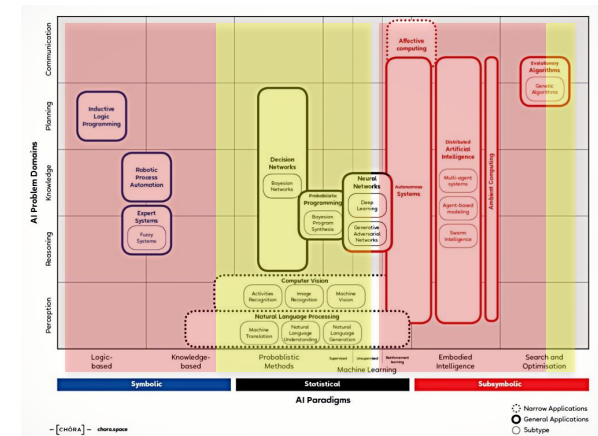 Communication
Planning
Knowledge
Reasoning
Perception
AI Problem Domains
Affective
computing
Evolutionary
Algorithms
Genetic
Algorithms
Inductive
Logic
Programming
Decision
Networks
Bayesian
Networks
Distributed
Artificial
Intelligence
Multi-agent
systems
Agent-based
modeling
Swarm
Intelligence
Ambient Computing
Robotic
Process
Automation
Expert
Systems
Fuzzy
Systems
Probabilistic
Programming
Bayesian
Program
Synthesis
Neural
Networks
Deep
Learning
Generative
Adversarial
Networks
Autonomous
Systems
Computer Vision
Activities
Recognition
Image
Recognition
Machine
Vision
Natural Language Processing
Machine
Translation
Natural
Language
Understanding
Natural
Language
Generation
Logic-
based
Knowledge-
based
Probablistic
Methods
Supervised
Unsupervised
Reinforcement
learning
Machine Learning
Embodied
Intelligence
Search and
Optimisation
Symbolic
Statistical
Subsymbolic
AI Paradigms
Narrow Applications
General Applications
Subtype
–[CHÔRA]– chora.space